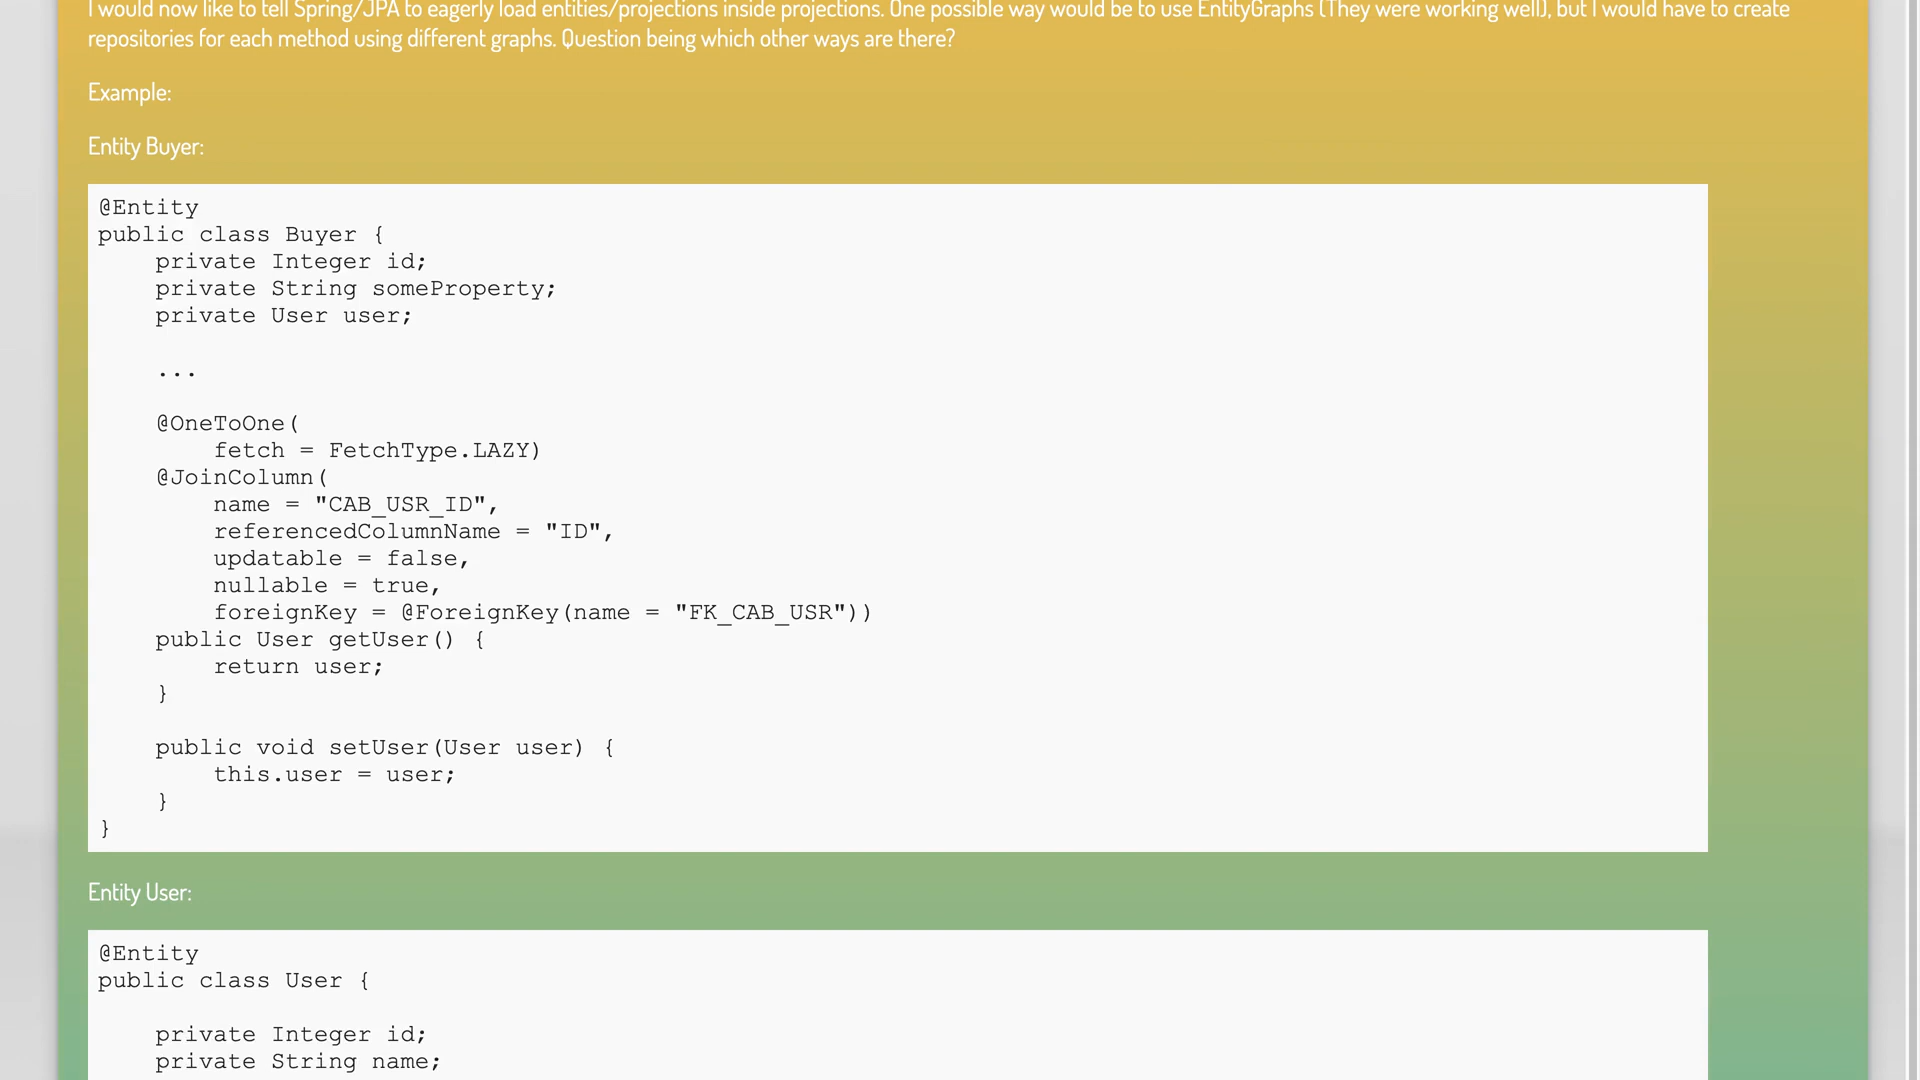 I would now like to tell Spring/JPA to eagerly load entities/projections inside projections. One possible way would be to use EntityGraphs (They were working well), but I would have to create
repositories for each method using different graphs. Question being which other ways are there?
Example:
Entity Buyer:
@Entity
public class Buyer {
    private Integer id;
    private String someProperty;
    private User user;
    ...
    @OneToOne(
        fetch = FetchType.LAZY)
    @JoinColumn(
        name = "CAB_USR_ID",
        referencedColumnName = "ID",
        updatable = false,
        nullable = true,
        foreignKey = @ForeignKey(name = "FK_CAB_USR"))
    public User getUser() {
        return user;
    }
    public void setUser(User user) {
        this.user = user;
    }
}
Entity User:
@Entity
public class User {
    private Integer id;
    private String name;